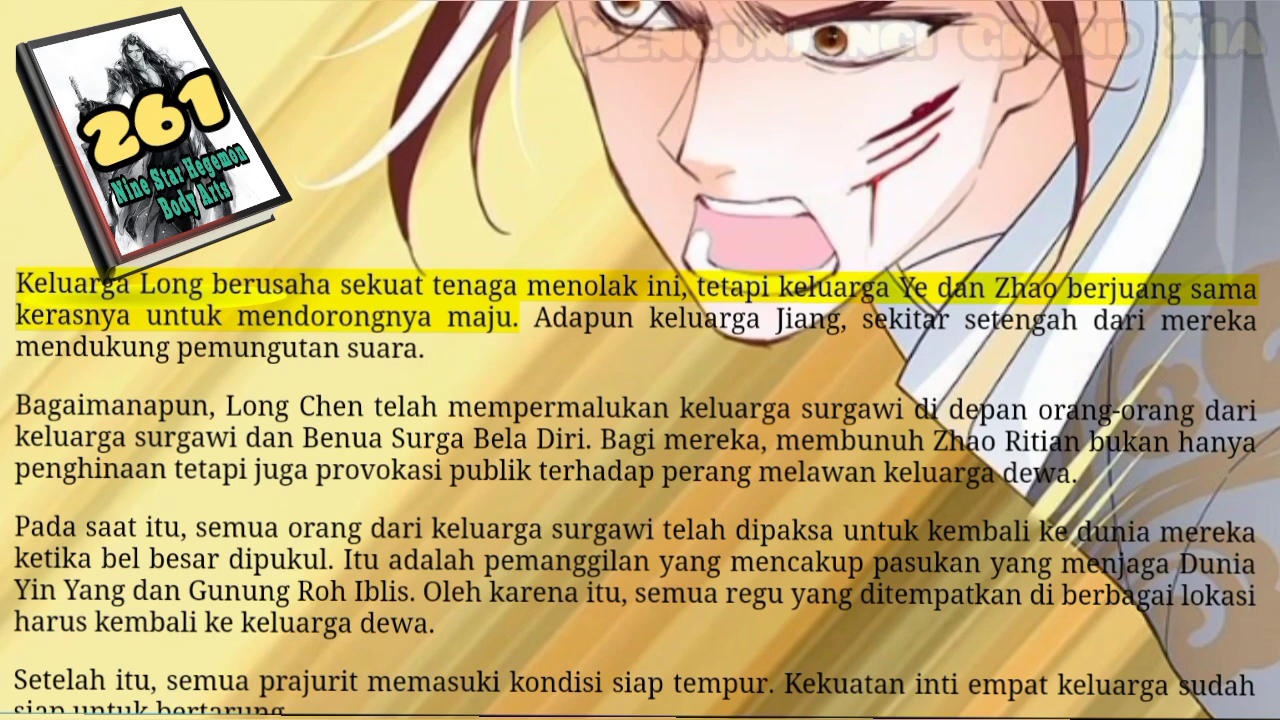 MENGUNJUNGI GRAND XIA
261
Nine Star Hegemon
Body Arts
Keluarga Long berusaha sekuat tenaga menolak ini, tetapi keluarga Ye dan Zhao berjuang sama
kerasnya untuk mendorongnya maju. Adapun keluarga Jiang, sekitar setengah dari mereka
mendukung pemungutan suara.
Bagaimanapun, Long Chen telah mempermalukan keluarga surgawi di depan orang-orang dari
keluarga surgawi dan Benua Surga Bela Diri. Bagi mereka, membunuh Zhao Ritian bukan hanya
penghinaan tetapi juga provokasi publik terhadap perang melawan keluarga dewa.
Pada saat itu, semua orang dari keluarga surgawi telah dipaksa untuk kembali ke dunia mereka
ketika bel besar dipukul. Itu adalah pemanggilan yang mencakup pasukan yang menjaga Dunia
Yin Yang dan Gunung Roh Iblis. Oleh karena itu, semua regu yang ditempatkan di berbagai lokasi
harus kembali ke keluarga dewa.
Setelah itu, semua prajurit memasuki kondisi siap tempur. Kekuatan inti empat keluarga sudah
siap untuk bertarung.